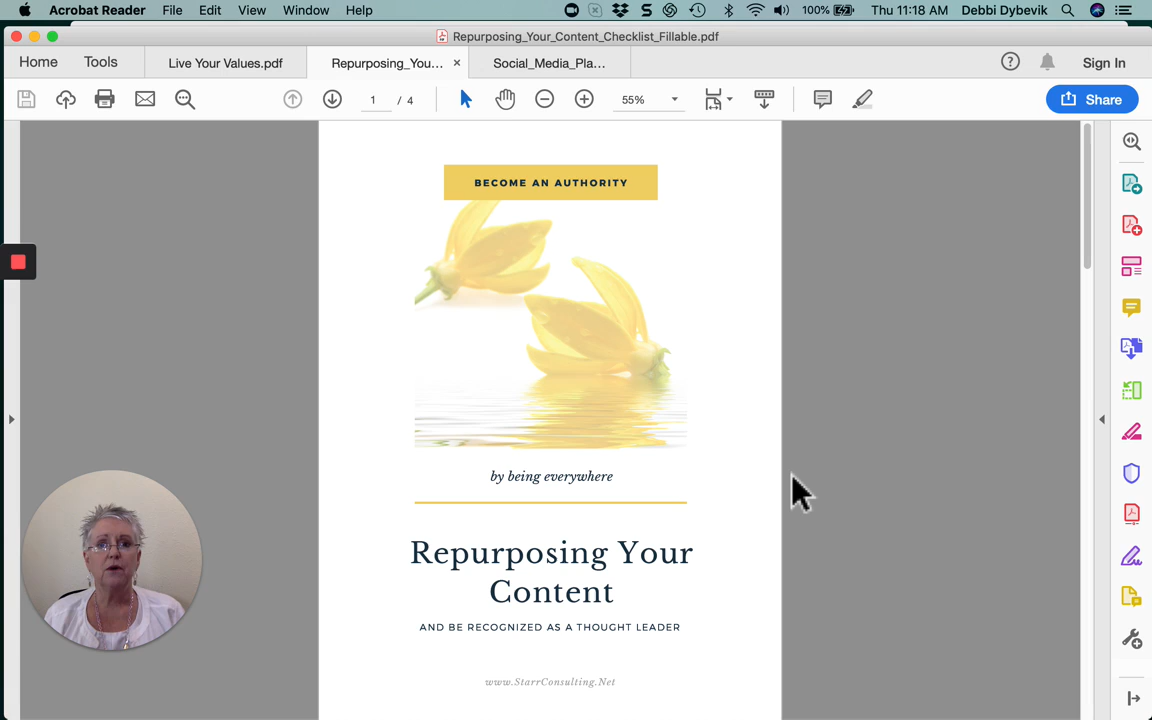 Acrobat Reader File Edit View Window Help 100% Thu 11:18 AM Debbi Dybevik
Repurposing_Your_Content_Checklist_Fillable.pdf
Home Tools Live Your Values.pdf Repurposing_You... × Social_Media_Pla... Sign In
1 / 4 55% Share
BECOME AN AUTHORITY
by being everywhere
Repurposing Your
Content
AND BE RECOGNIZED AS A THOUGHT LEADER
www.StarrConsulting.Net